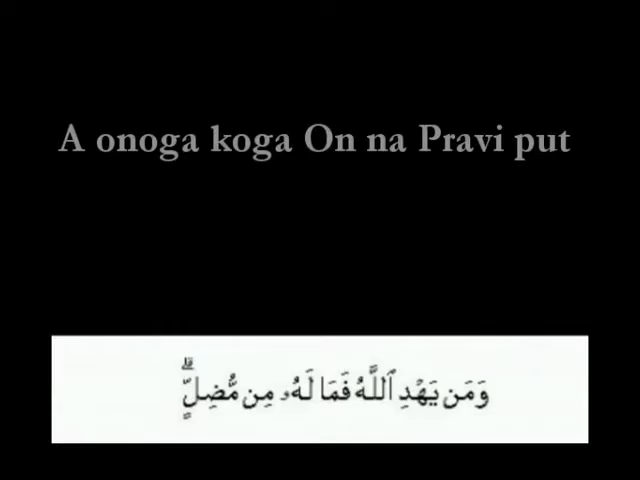 A onoga koga On na Pravi put
وَمَن يَهْدِ ٱللَّهُ فَمَا لَهُۥ مِن مُّضِلٍّ ۗ